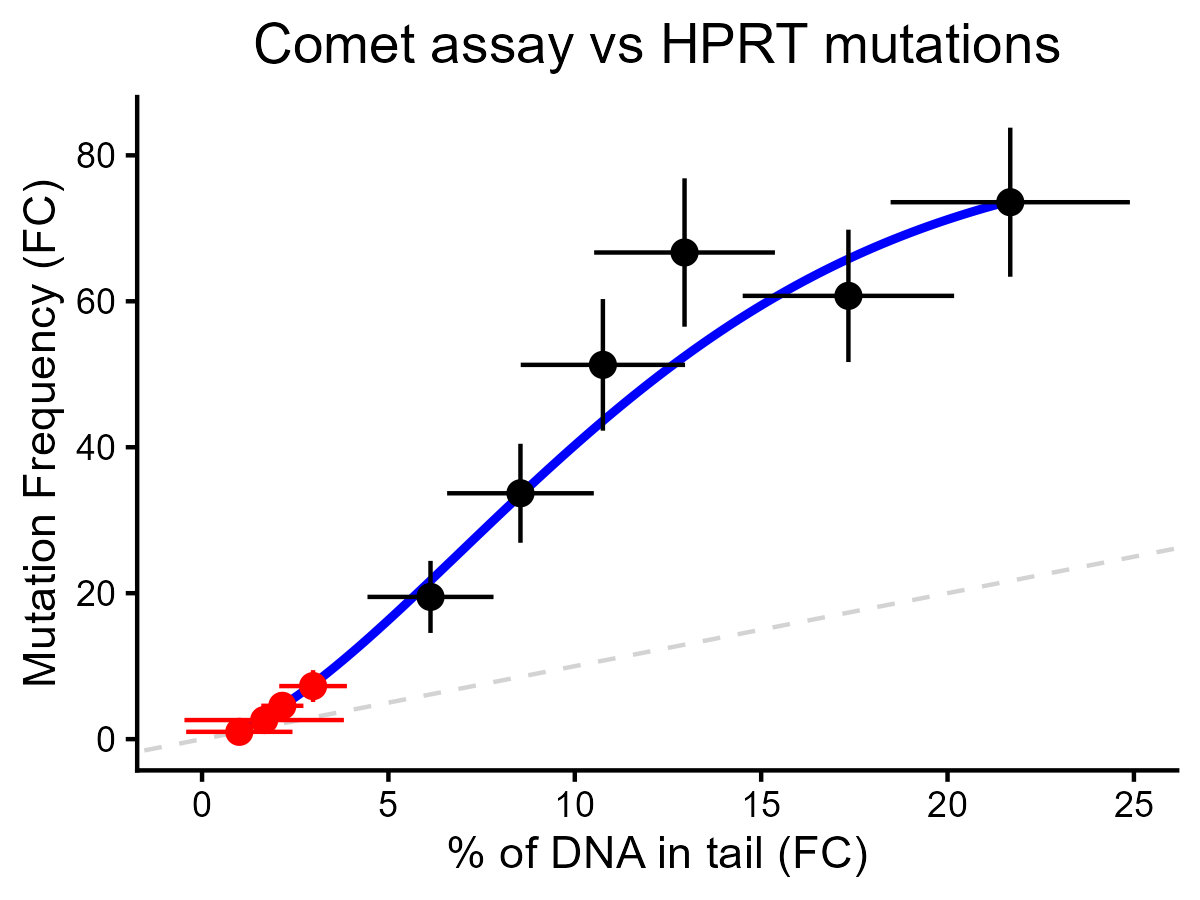 Comet assay vs HPRT mutations
Mutation Frequency (FC)
80
60
40
20
0
0 5 10 15 20 25
% of DNA in tail (FC)